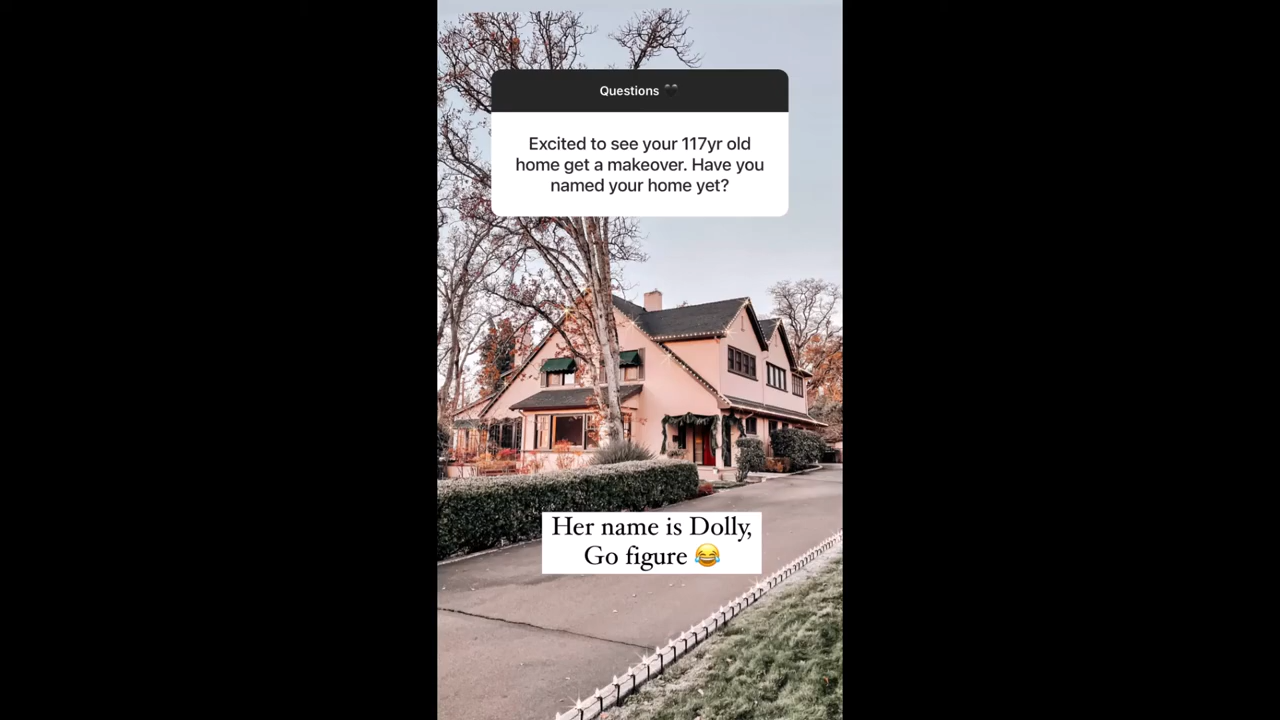 Questions 🖤
Excited to see your 117yr old
home get a makeover. Have you
named your home yet?
Her name is Dolly,
Go figure 😂